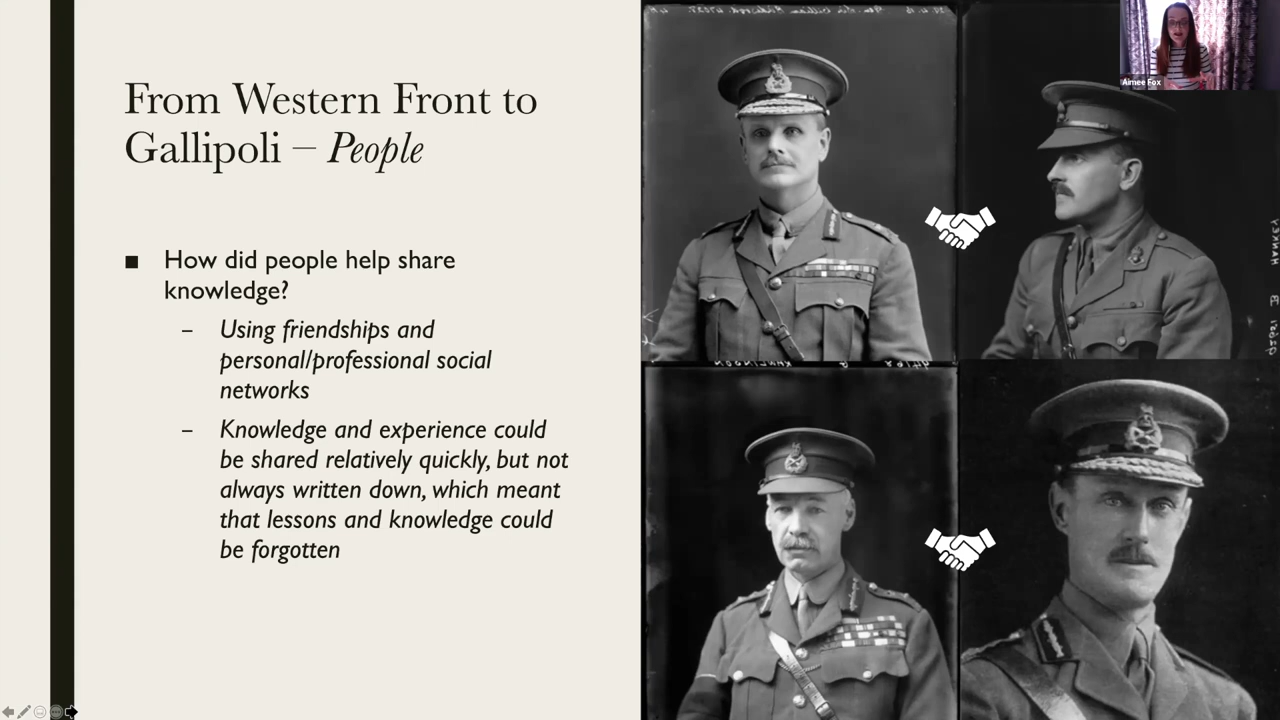 From Western Front to
Gallipoli – People
■ How did people help share
knowledge?
– Using friendships and
personal/professional social
networks
– Knowledge and experience could
be shared relatively quickly, but not
always written down, which meant
that lessons and knowledge could
be forgotten
Aimee Fox
HANKEY
RAWLINSON